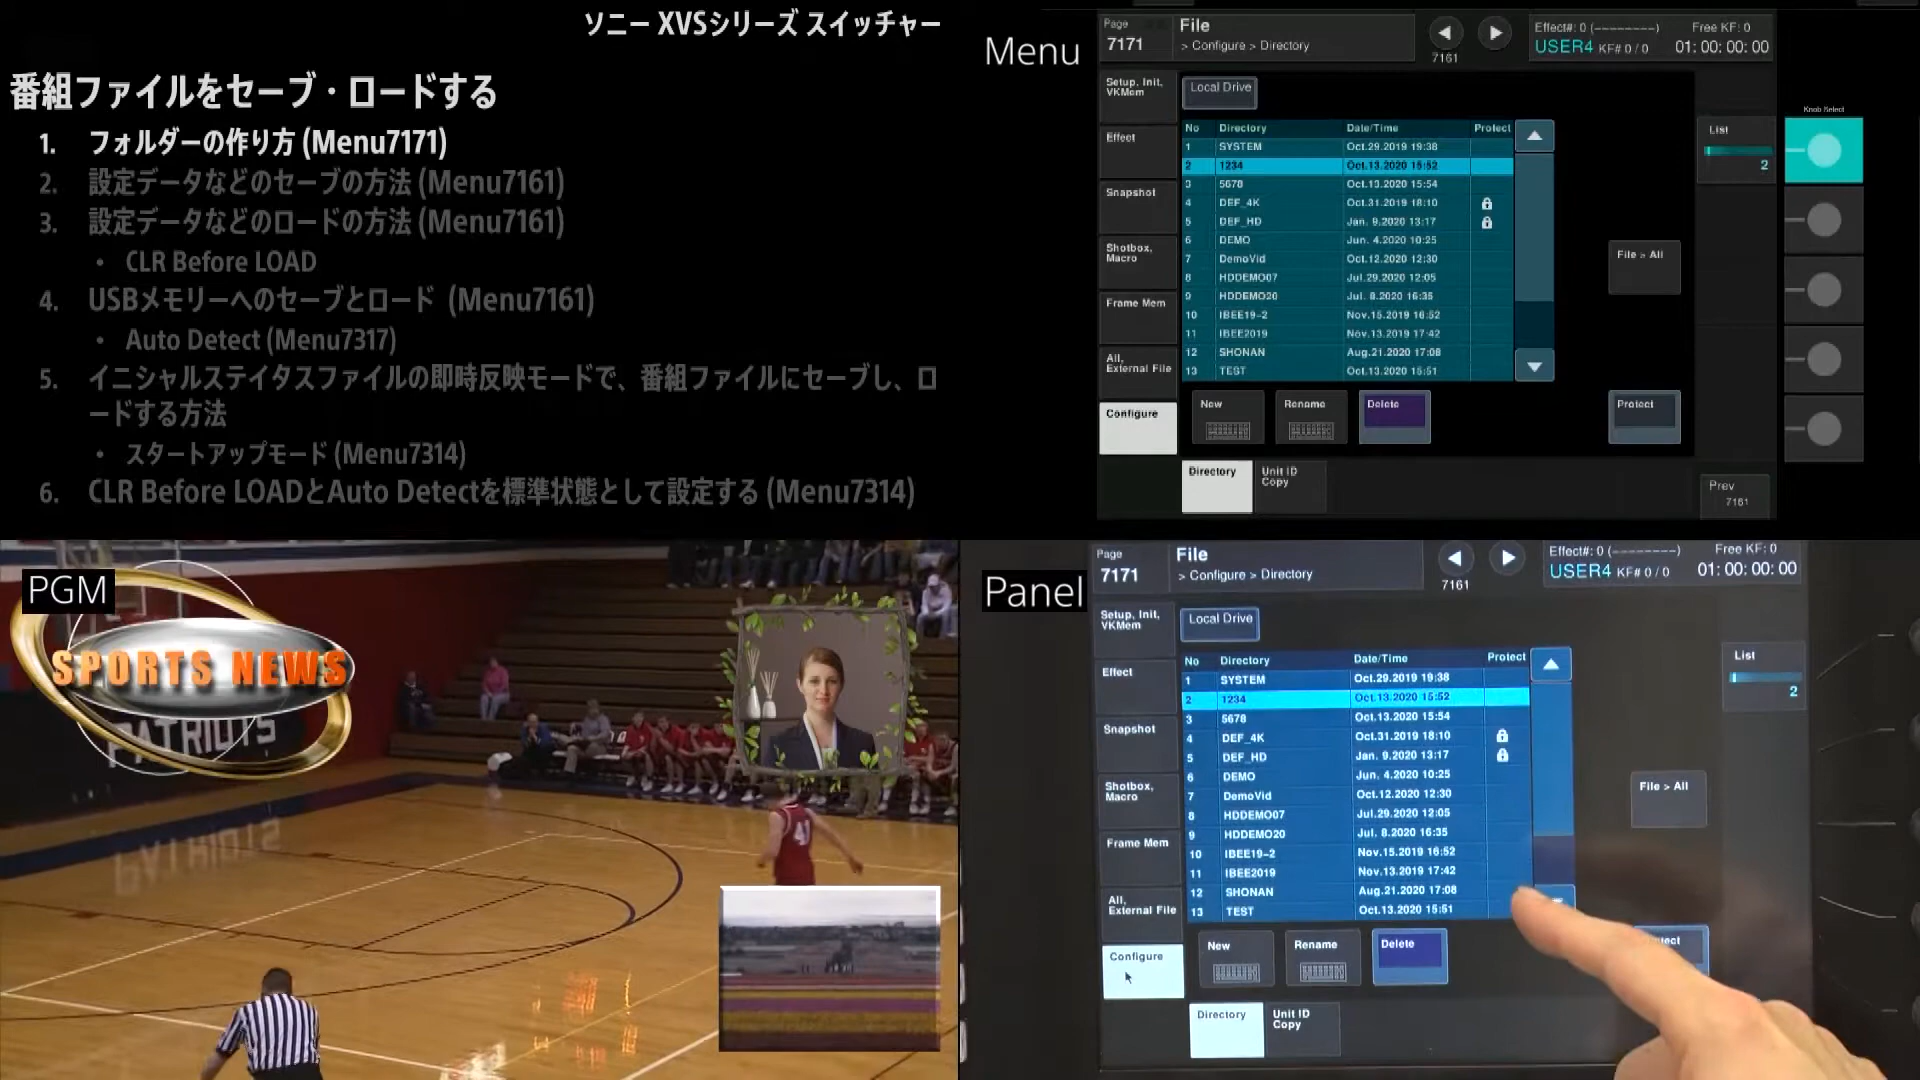 ソニー XVSシリーズ スイッチャー
番組ファイルをセーブ・ロードする
1. フォルダーの作り方 (Menu7171)
2. 設定データなどのセーブの方法 (Menu7161)
3. 設定データなどのロードの方法 (Menu7161)
• CLR Before LOAD
4. USBメモリーへのセーブとロード (Menu7161)
• Auto Detect (Menu7317)
5. イニシャルステイタスファイルの即時反映モードで、番組ファイルにセーブし、ロ
ードする方法
• スタートアップモード (Menu7314)
6. CLR Before LOADとAuto Detectを標準状態として設定する (Menu7314)
Menu
Page
7171
File
> Configure > Directory
7161
Effect#: 0 (--------) Free KF: 0
USER4 KF# 0 / 0 01: 00: 00: 00
Setup, Init,
VKMem
Effect
Snapshot
Shotbox,
Macro
Frame Mem
All,
External File
Configure
Local Drive
No Directory Date/Time Protect
1 SYSTEM Oct.29.2019 19:38
2 1234 Oct.13.2020 15:52
3 5678 Oct.13.2020 15:54
4 DEF_4K Oct.31.2019 18:10
5 DEF_HD Jan. 9.2020 13:17
6 DEMO Jun. 4.2020 10:25
7 DemoVid Oct.12.2020 12:30
8 HDDEMO07 Jul.29.2020 12:05
9 HDDEMO20 Jul. 8.2020 16:35
10 IBEE19-2 Nov.15.2019 16:52
11 IBEE2019 Nov.13.2019 17:42
12 SHONAN Aug.21.2020 17:08
13 TEST Oct.13.2020 15:51
New Rename Delete Protect
File > All
Directory
Unit ID
Copy
List
2
Prev
7161
Knob Select
PGM
SPORTS NEWS
PATRIOTS
41
Panel
Page
7171
File
> Configure > Directory
7161
Effect#: 0 (--------) Free KF: 0
USER4 KF# 0 / 0 01: 00: 00: 00
Setup, Init,
VKMem
Effect
Snapshot
Shotbox,
Macro
Frame Mem
All,
External File
Configure
Local Drive
No Directory Date/Time Protect
1 SYSTEM Oct.29.2019 19:38
2 1234 Oct.13.2020 15:52
3 5678 Oct.13.2020 15:54
4 DEF_4K Oct.31.2019 18:10
5 DEF_HD Jan. 9.2020 13:17
6 DEMO Jun. 4.2020 10:25
7 DemoVid Oct.12.2020 12:30
8 HDDEMO07 Jul.29.2020 12:05
9 HDDEMO20 Jul. 8.2020 16:35
10 IBEE19-2 Nov.15.2019 16:52
11 IBEE2019 Nov.13.2019 17:42
12 SHONAN Aug.21.2020 17:08
13 TEST Oct.13.2020 15:51
New Rename Delete
File > All
Directory
Unit ID
Copy
List
2